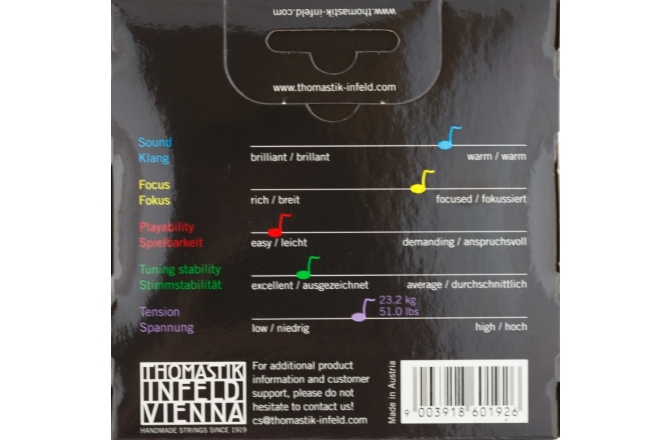 www.thomastik-infeld.com
www.thomastik-infeld.com
Sound
Klang
brilliant / brillant
warm / warm
Focus
Fokus
rich / breit
focused / fokussiert
Playability
Spielbarkeit
easy / leicht
demanding / anspruchsvoll
Tuning stability
Stimmstabilität
excellent / ausgezeichnet
average / durchschnittlich
Tension
Spannung
23.2 kg
51.0 lbs
low / niedrig
high / hoch
THOMASTIK
INFELD
VIENNA
HANDMADE STRINGS SINCE 1919
For additional product
information and customer
support, please do not
hesitate to contact us!
cs@thomastik-infeld.com
Made in Austria
9 003918 601926